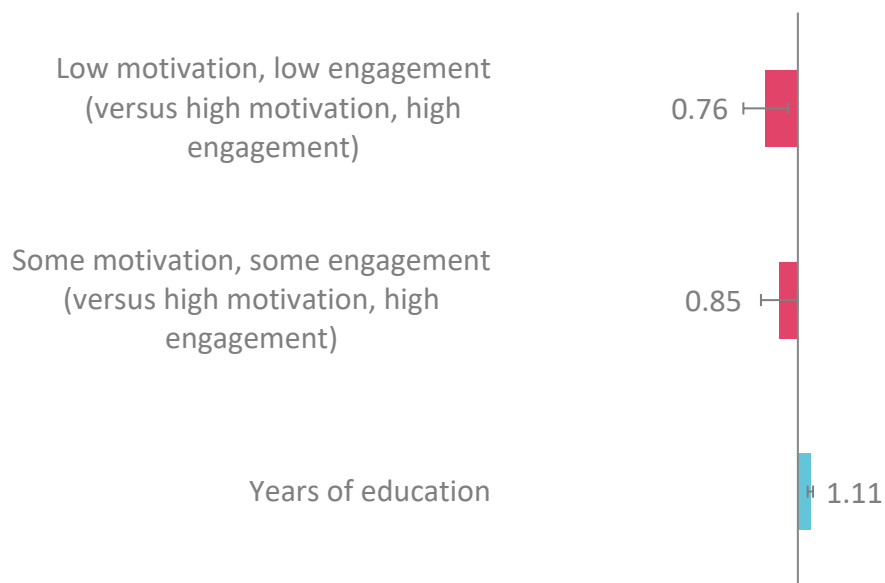 Low motivation, low engagement
(versus high motivation, high
engagement)
0.76
Some motivation, some engagement
(versus high motivation, high
engagement)
0.85
Years of education
1.11